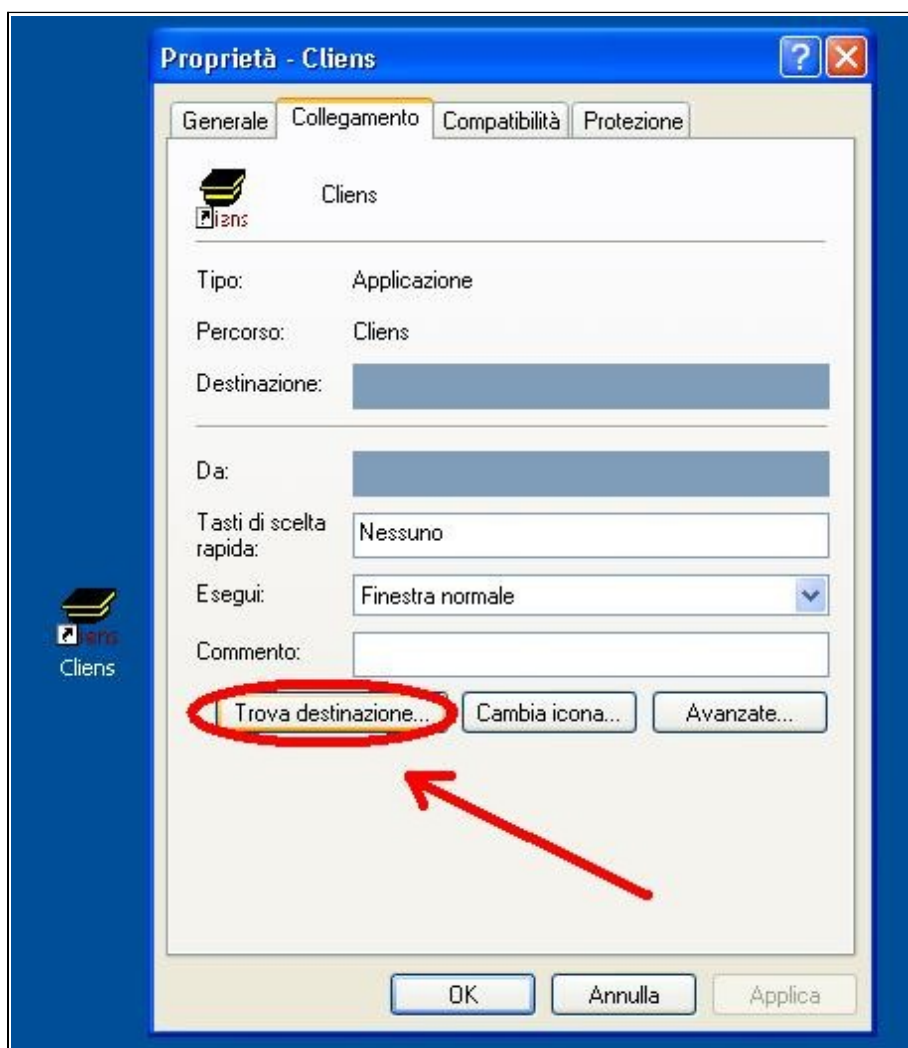 Proprietà - Cliens
Generale Collegamento Compatibilità Protezione
Cliens
Tipo: Applicazione
Percorso: Cliens
Destinazione:
Da:
Tasti di scelta rapida: Nessuno
Esegui: Finestra normale
Commento:
Cliens
Trova destinazione... Cambia icona... Avanzate...
OK Annulla Applica